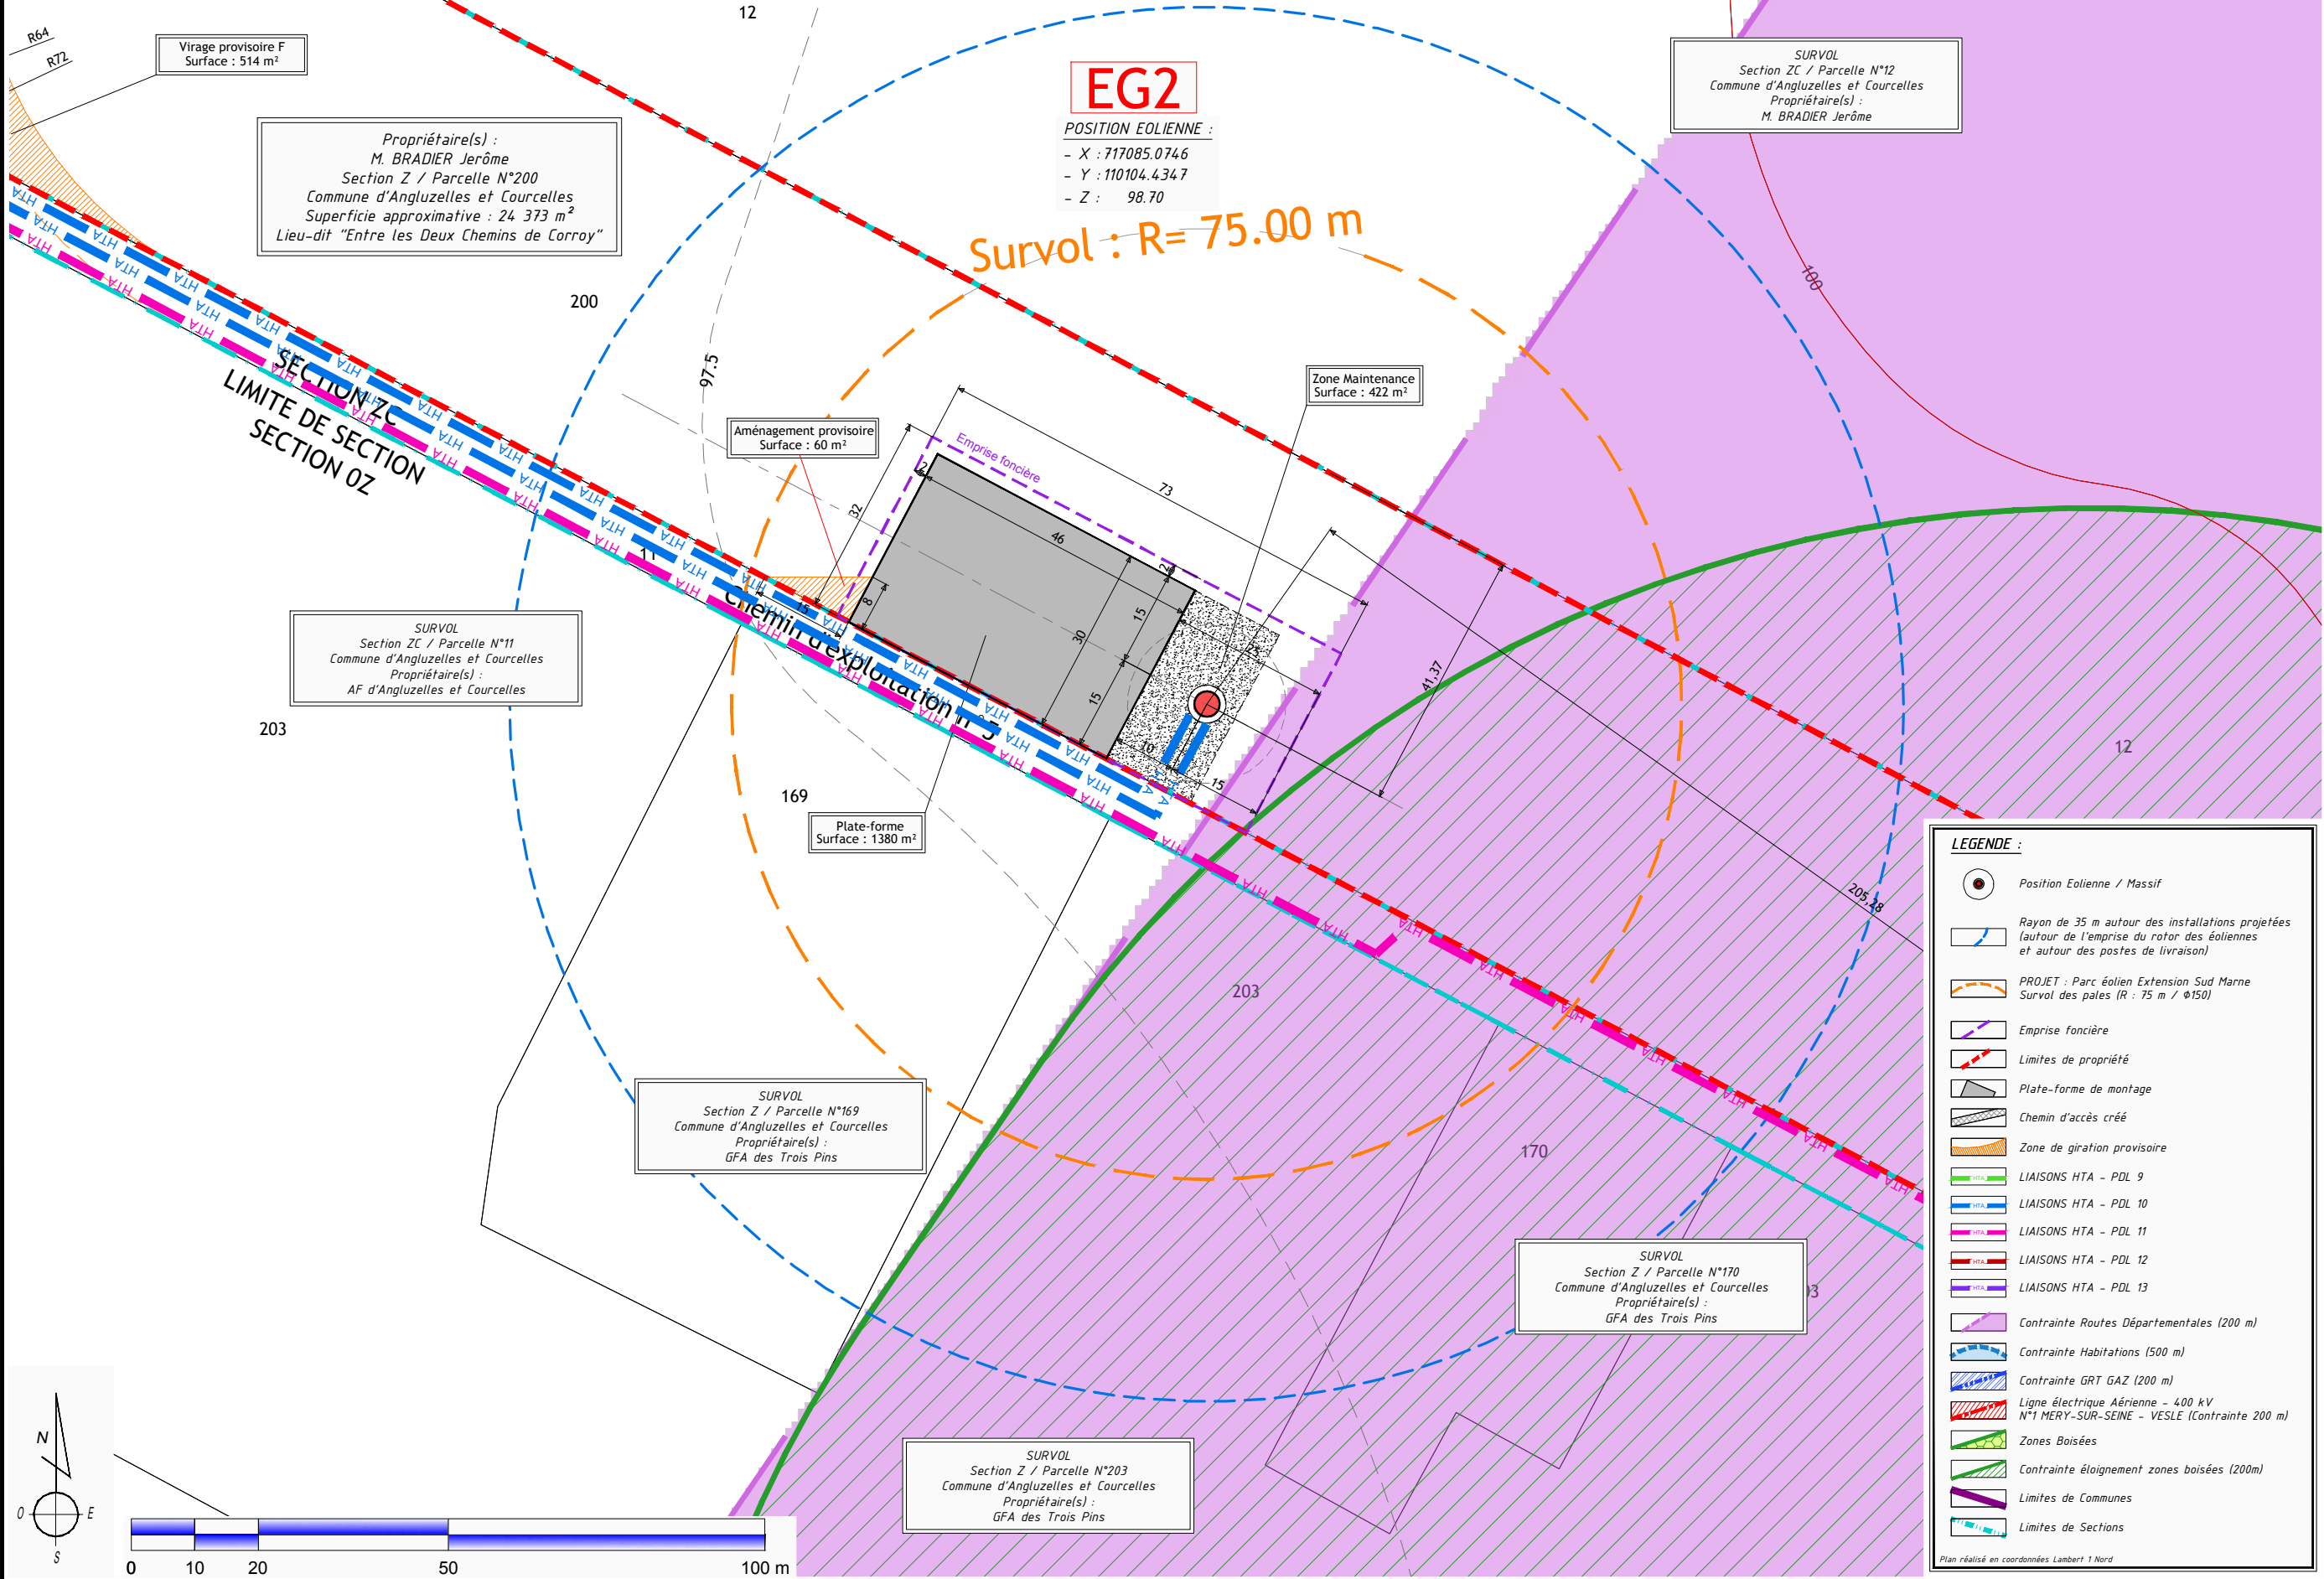 12
R64
R72
Virage provisoire F
Surface : 514 m²
Propriétaire(s) :
M. BRADIER Jerôme
Section Z / Parcelle N°200
Commune d'Angluzelles et Courcelles
Superficie approximative : 24 373 m²
Lieu-dit "Entre les Deux Chemins de Corroy"
EG2
POSITION EOLIENNE :
- X : 717085.0746
- Y : 110104.4347
- Z : 98.70
Survol : R= 75.00 m
SURVOL
Section ZC / Parcelle N°12
Commune d'Angluzelles et Courcelles
Propriétaire(s) :
M. BRADIER Jerôme
100
200
97.5
SECTION ZC
LIMITE DE SECTION
SECTION 0Z
HTA
Zone Maintenance
Surface : 422 m²
Aménagement provisoire
Surface : 60 m²
Emprise foncière
73
32
2
46
2
15
30
15
8
15
25
10
15
41,37
205,28
11
Chemin d'exploitation n°5
SURVOL
Section ZC / Parcelle N°11
Commune d'Angluzelles et Courcelles
Propriétaire(s) :
AF d'Angluzelles et Courcelles
203
169
Plate-forme
Surface : 1380 m²
12
203
170
SURVOL
Section Z / Parcelle N°169
Commune d'Angluzelles et Courcelles
Propriétaire(s) :
GFA des Trois Pins
SURVOL
Section Z / Parcelle N°170
Commune d'Angluzelles et Courcelles
Propriétaire(s) :
GFA des Trois Pins
SURVOL
Section Z / Parcelle N°203
Commune d'Angluzelles et Courcelles
Propriétaire(s) :
GFA des Trois Pins
N
O
E
S
0 10 20 50 100 m
LEGENDE :
Position Eolienne / Massif
Rayon de 35 m autour des installations projetées
(autour de l'emprise du rotor des éoliennes
et autour des postes de livraison)
PROJET : Parc éolien Extension Sud Marne
Survol des pales (R : 75 m / Φ150)
Emprise foncière
Limites de propriété
Plate-forme de montage
Chemin d'accès créé
Zone de giration provisoire
LIAISONS HTA - PDL 9
LIAISONS HTA - PDL 10
LIAISONS HTA - PDL 11
LIAISONS HTA - PDL 12
LIAISONS HTA - PDL 13
Contrainte Routes Départementales (200 m)
Contrainte Habitations (500 m)
Contrainte GRT GAZ (200 m)
Ligne électrique Aérienne - 400 kV
N°1 MERY-SUR-SEINE - VESLE (Contrainte 200 m)
Zones Boisées
Contrainte éloignement zones boisées (200m)
Limites de Communes
Limites de Sections
Plan réalisé en coordonnées Lambert 1 Nord